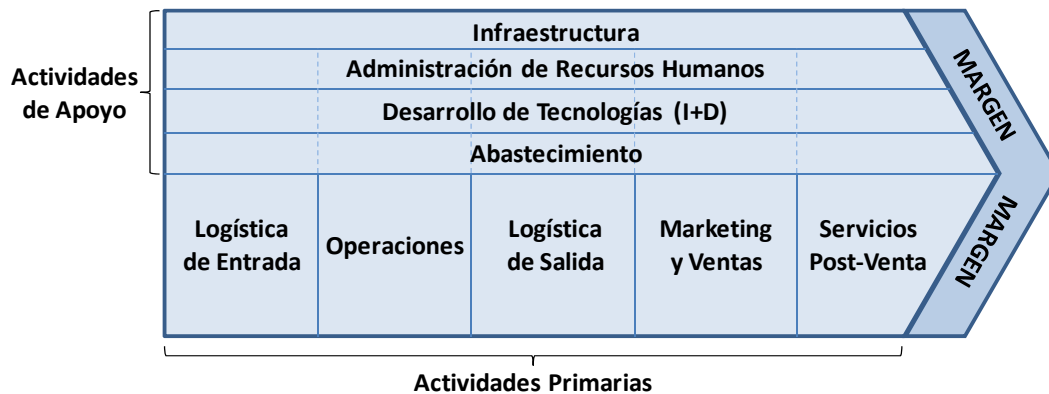 Actividades
de Apoyo
Infraestructura
Administración de Recursos Humanos
Desarrollo de Tecnologías (I+D)
Abastecimiento
Logística
de Entrada
Operaciones
Logística
de Salida
Marketing
y Ventas
Servicios
Post-Venta
MARGEN
MARGEN
Actividades Primarias